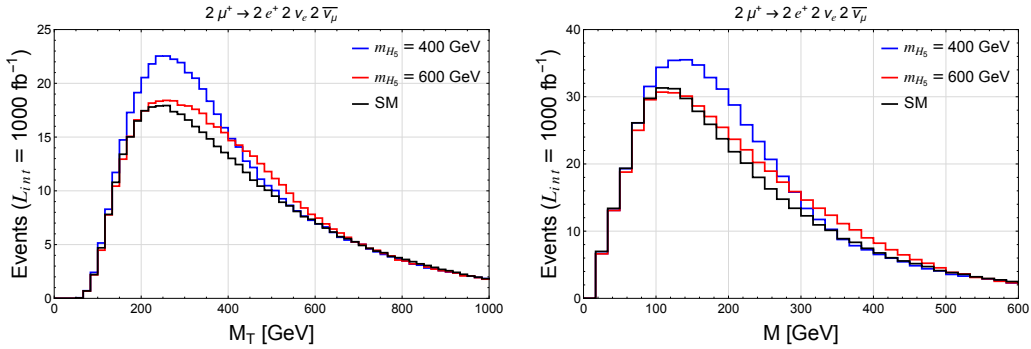 2 μ⁺ → 2 e⁺ 2 νₑ 2 ν̅_μ
Events (L_int = 1000 fb⁻¹)
25
20
15
10
5
0
m_H₅ = 400 GeV
m_H₅ = 600 GeV
SM
0 200 400 600 800 1000
M_T [GeV]
2 μ⁺ → 2 e⁺ 2 νₑ 2 ν̅_μ
Events (L_int = 1000 fb⁻¹)
40
30
20
10
0
m_H₅ = 400 GeV
m_H₅ = 600 GeV
SM
0 100 200 300 400 500 600
M [GeV]